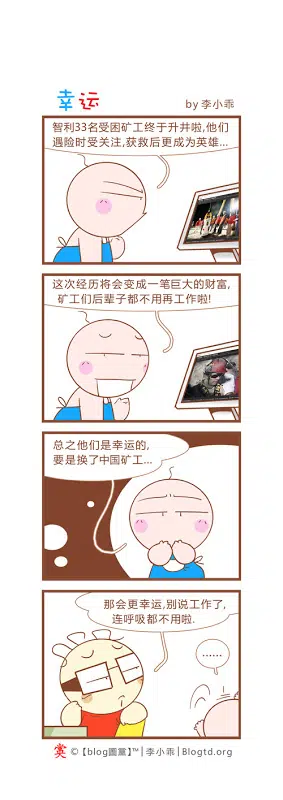 幸运
by 李小乖
智利33名受困矿工终于升井啦,他们
遇险时受关注,获救后更成为英雄...
这次经历将会变成一笔巨大的财富,
矿工们后辈子都不用再工作啦!
总之他们是幸运的,
要是换了中国矿工...
那会更幸运,别说工作了,
连呼吸都不用啦.
......
©【blog圖黨】™|李小乖|Blogtd.org